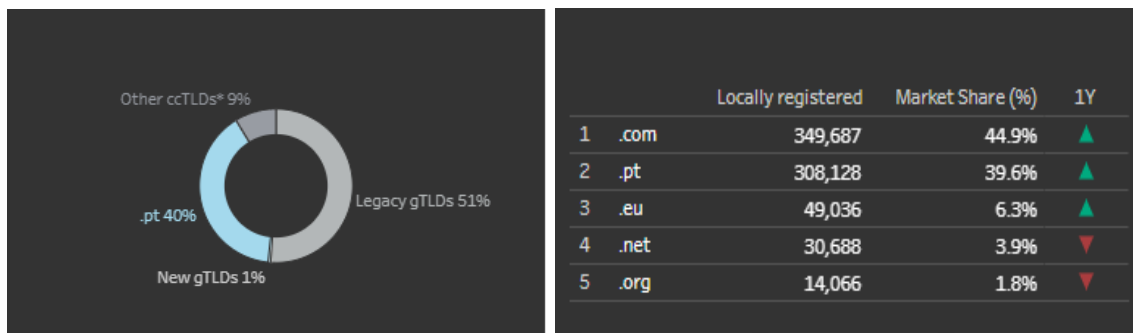 Other ccTLDs* 9%
Legacy gTLDs 51%
.pt 40%
New gTLDs 1%
Locally registered Market Share (%) 1Y
1 .com 349,687 44.9%
2 .pt 308,128 39.6%
3 .eu 49,036 6.3%
4 .net 30,688 3.9%
5 .org 14,066 1.8%